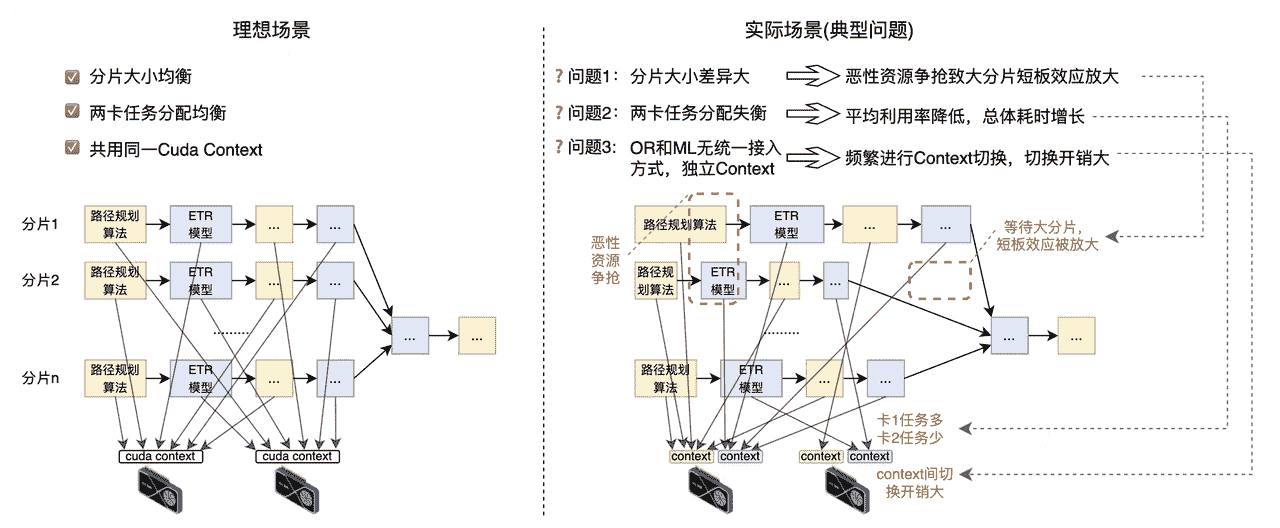 理想场景
分片大小均衡
两卡任务分配均衡
共用同一Cuda Context
分片1
路径规划
算法
ETR
模型
...
...
分片2
路径规划
算法
ETR
模型
...
...
.........
...
...
分片n
路径规划
算法
ETR
模型
...
...
cuda context
cuda context
实际场景(典型问题)
? 问题1：
分片大小差异大
恶性资源争抢致大分片短板效应放大
? 问题2：
两卡任务分配失衡
平均利用率降低，总体耗时增长
? 问题3：
OR和ML无统一接入
方式，独立Context
频繁进行Context切换，切换开销大
路径规划算法
ETR
模型
...
...
等待大分片，
短板效应被放大
恶性
资源
争抢
路径规
划算法
ETR
模型
...
...
.........
...
...
路径规划
算法
ETR
模型
...
...
卡1任务多
卡2任务少
context
context
context
context
context间切
换开销大